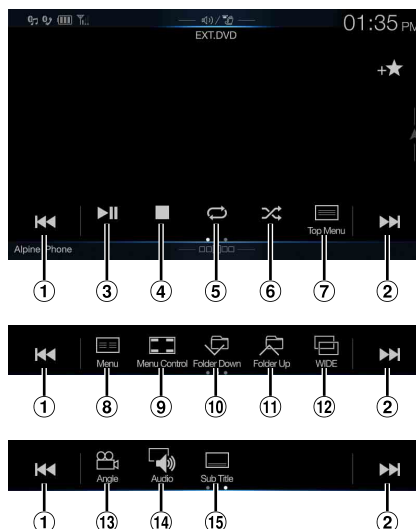 EXT.DVD
01:35 PM
+★
Top Menu
Alpine Phone
① ③ ④ ⑤ ⑥ ⑦ ②
Menu Menu Control Folder Down Folder Up WIDE
① ⑧ ⑨ ⑩ ⑪ ⑫ ②
Angle Audio Sub Title
① ⑬ ⑭ ⑮ ②